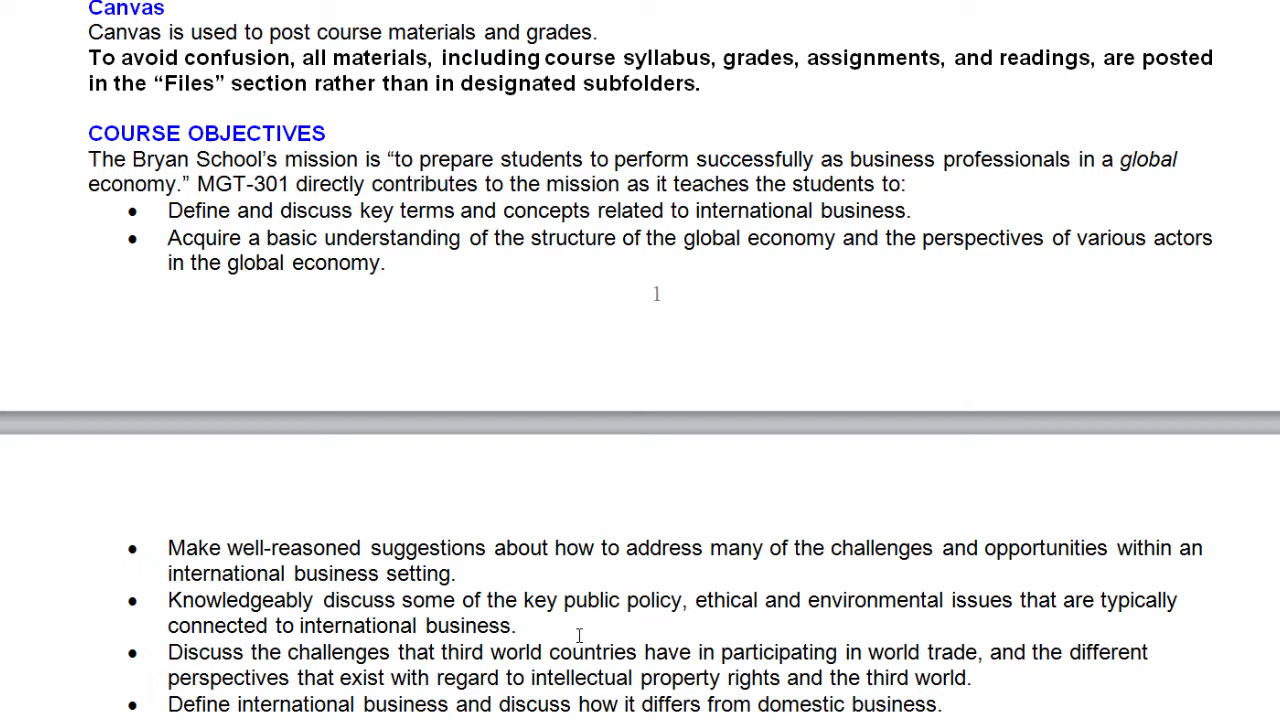 Canvas
Canvas is used to post course materials and grades.
To avoid confusion, all materials, including course syllabus, grades, assignments, and readings, are posted
in the “Files” section rather than in designated subfolders.
COURSE OBJECTIVES
The Bryan School’s mission is “to prepare students to perform successfully as business professionals in a global
economy.” MGT-301 directly contributes to the mission as it teaches the students to:
• Define and discuss key terms and concepts related to international business.
• Acquire a basic understanding of the structure of the global economy and the perspectives of various actors
in the global economy.
1
• Make well-reasoned suggestions about how to address many of the challenges and opportunities within an
international business setting.
• Knowledgeably discuss some of the key public policy, ethical and environmental issues that are typically
connected to international business.
• Discuss the challenges that third world countries have in participating in world trade, and the different
perspectives that exist with regard to intellectual property rights and the third world.
• Define international business and discuss how it differs from domestic business.